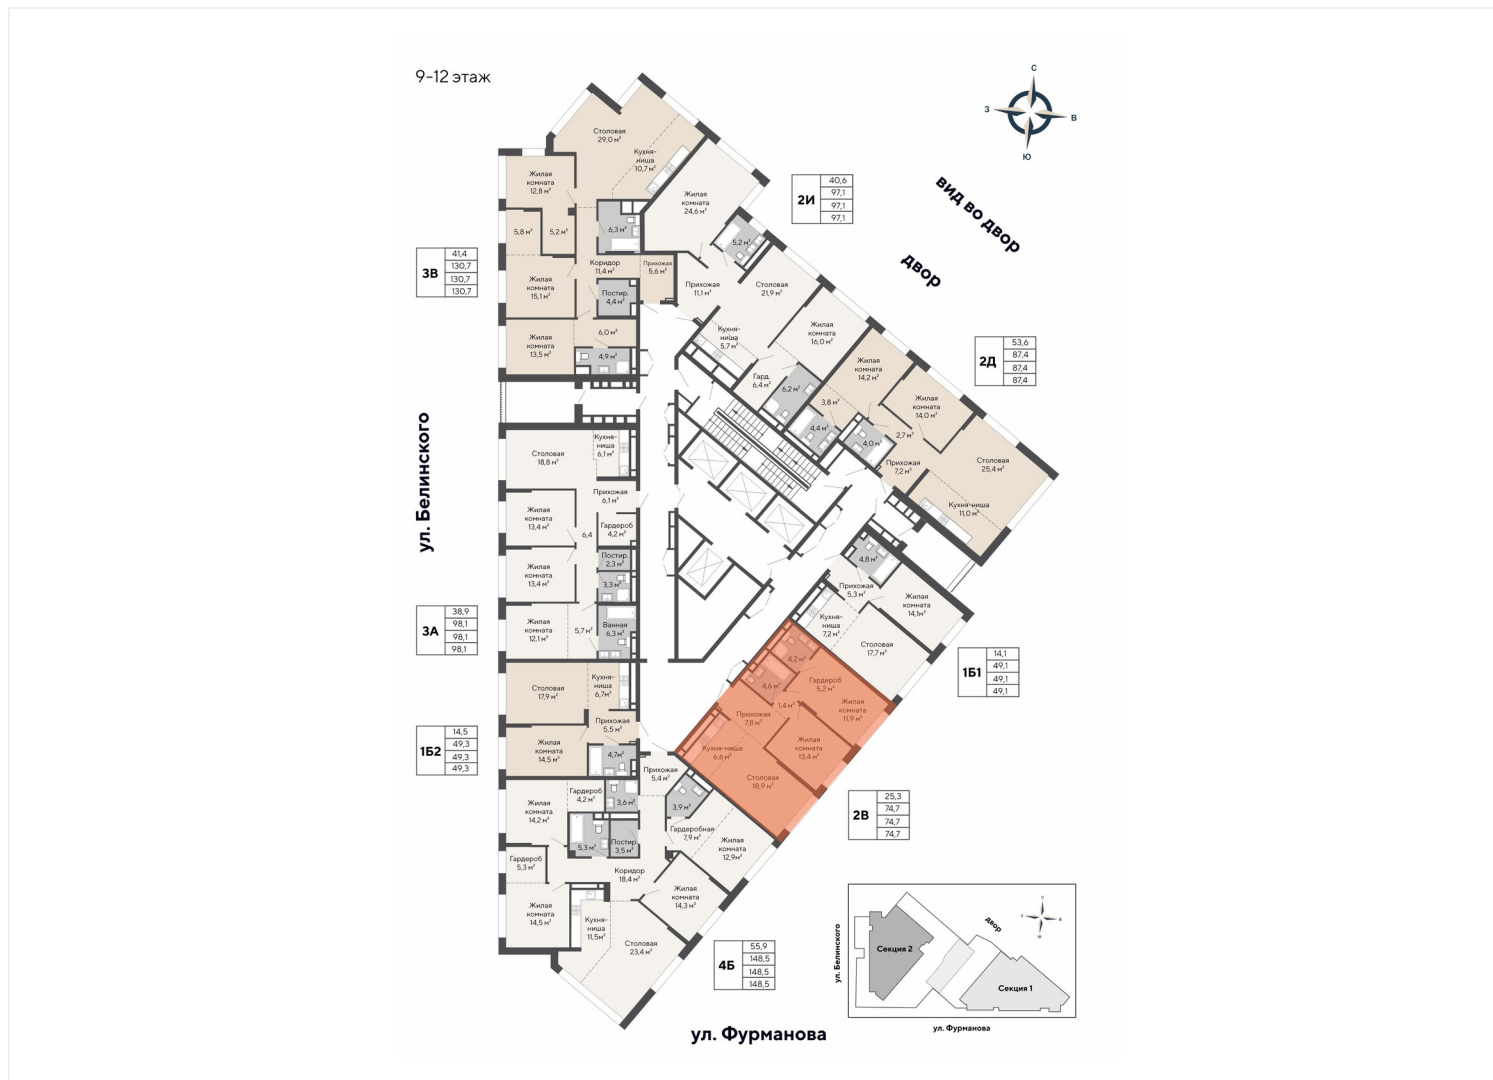 9-12 этаж
С
З
В
Ю
вид во двор
двор
ул. Белинского
ул. Фурманова
Столовая
29,0 м²
Кухня-
ниша
10,7 м²
Жилая
комната
12,8 м²
5,8 м²
5,2 м²
6,3 м²
Коридор
11,4 м²
Прихожая
5,6 м²
Жилая
комната
15,1 м²
Постир.
4,4 м²
Жилая
комната
13,5 м²
6,0 м²
4,9 м²
3В
41,4
130,7
130,7
130,7
Жилая
комната
24,6 м²
5,2 м²
Прихожая
11,1 м²
Столовая
21,9 м²
Кухня-
ниша
5,7 м²
Жилая
комната
16,0 м²
Гард.
6,4 м²
6,2 м²
2И
40,6
97,1
97,1
97,1
Жилая
комната
14,2 м²
3,8 м²
4,4 м²
Жилая
комната
14,0 м²
4,0 м²
2,7 м²
Прихожая
7,2 м²
Столовая
25,4 м²
Кухня-ниша
11,0 м²
2Д
53,6
87,4
87,4
87,4
Столовая
18,8 м²
Кухня-
ниша
6,1 м²
Прихожая
6,1 м²
Жилая
комната
13,4 м²
6,4
Гардероб
4,2 м²
Жилая
комната
13,4 м²
Постир.
2,3 м²
3,3 м²
Жилая
комната
12,1 м²
5,7 м²
Ванная
6,3 м²
3А
38,9
98,1
98,1
98,1
4,8 м²
Прихожая
5,3 м²
Жилая
комната
14,1м²
Кухня-
ниша
7,2 м²
Столовая
17,7 м²
1Б1
14,1
49,1
49,1
49,1
Столовая
17,9 м²
Кухня-
ниша
6,7м²
Прихожая
5,5 м²
Жилая
комната
14,5 м²
4,7м²
1Б2
14,5
49,3
49,3
49,3
4,2 м²
Гардероб
5,2 м²
4,6 м²
1,4 м²
Жилая
комната
11,9 м²
Прихожая
7,8 м²
Жилая
комната
13,4 м²
Кухня-ниша
6,6 м²
Столовая
18,9 м²
2В
25,3
74,7
74,7
74,7
Прихожая
5,4 м²
Гардероб
4,2 м²
3,6 м²
3,9 м²
Жилая
комната
14,2 м²
5,3 м²
Постир.
3,5 м²
Гардеробная
7,9 м²
Жилая
комната
12,9м²
Гардероб
5,3 м²
Коридор
18,4 м²
Жилая
комната
14,3 м²
Жилая
комната
14,5 м²
Кухня-
ниша
11,5м²
Столовая
23,4 м²
4Б
55,9
148,5
148,5
148,5
ул. Белинского
Секция 2
двор
С
З
В
Ю
Секция 1
ул. Фурманова